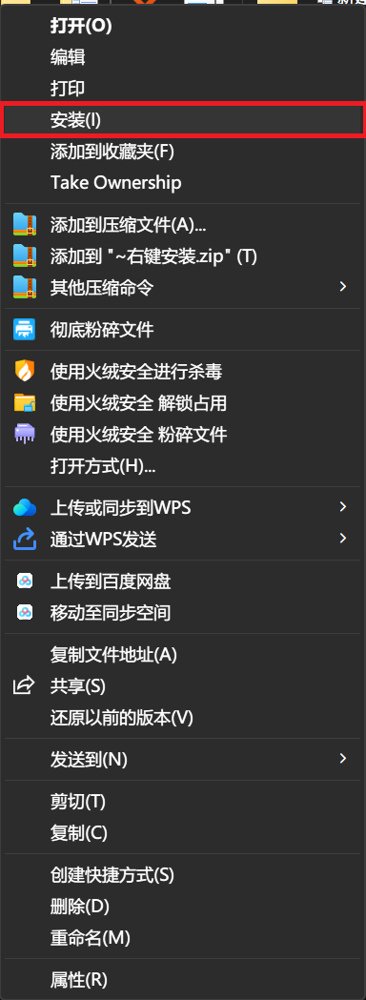 打开(O)
编辑
打印
安装(I)
添加到收藏夹(F)
Take Ownership
添加到压缩文件(A)...
添加到 "~右键安装.zip" (T)
其他压缩命令
彻底粉碎文件
使用火绒安全进行杀毒
使用火绒安全 解锁占用
使用火绒安全 粉碎文件
打开方式(H)...
上传或同步到WPS
通过WPS发送
上传到百度网盘
移动至同步空间
复制文件地址(A)
共享(S)
还原以前的版本(V)
发送到(N)
剪切(T)
复制(C)
创建快捷方式(S)
删除(D)
重命名(M)
属性(R)